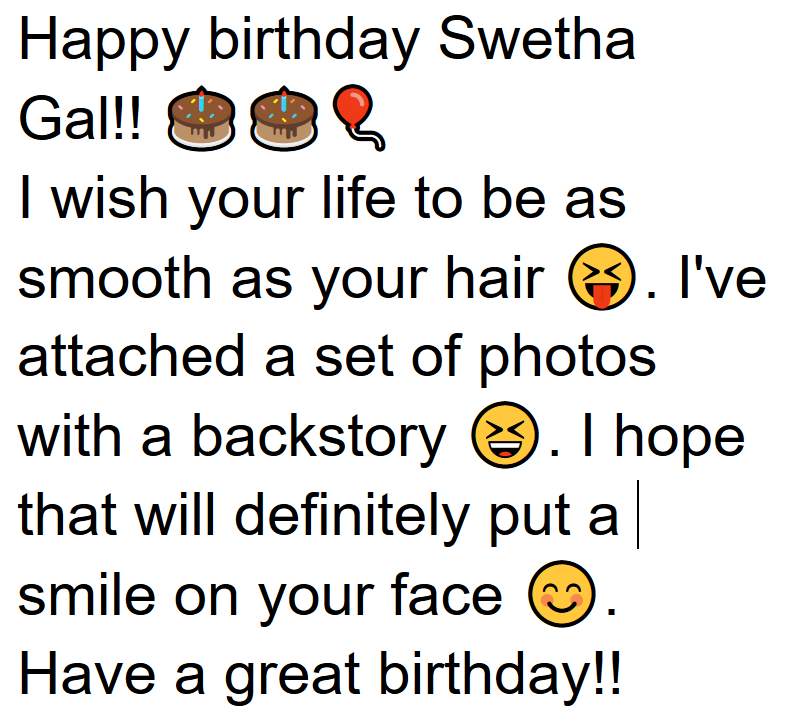 Happy birthday Swetha
Gal!! 🎂🎂🎈
I wish your life to be as
smooth as your hair 😝. I've
attached a set of photos
with a backstory 😆. I hope
that will definitely put a
smile on your face 😊.
Have a great birthday!!